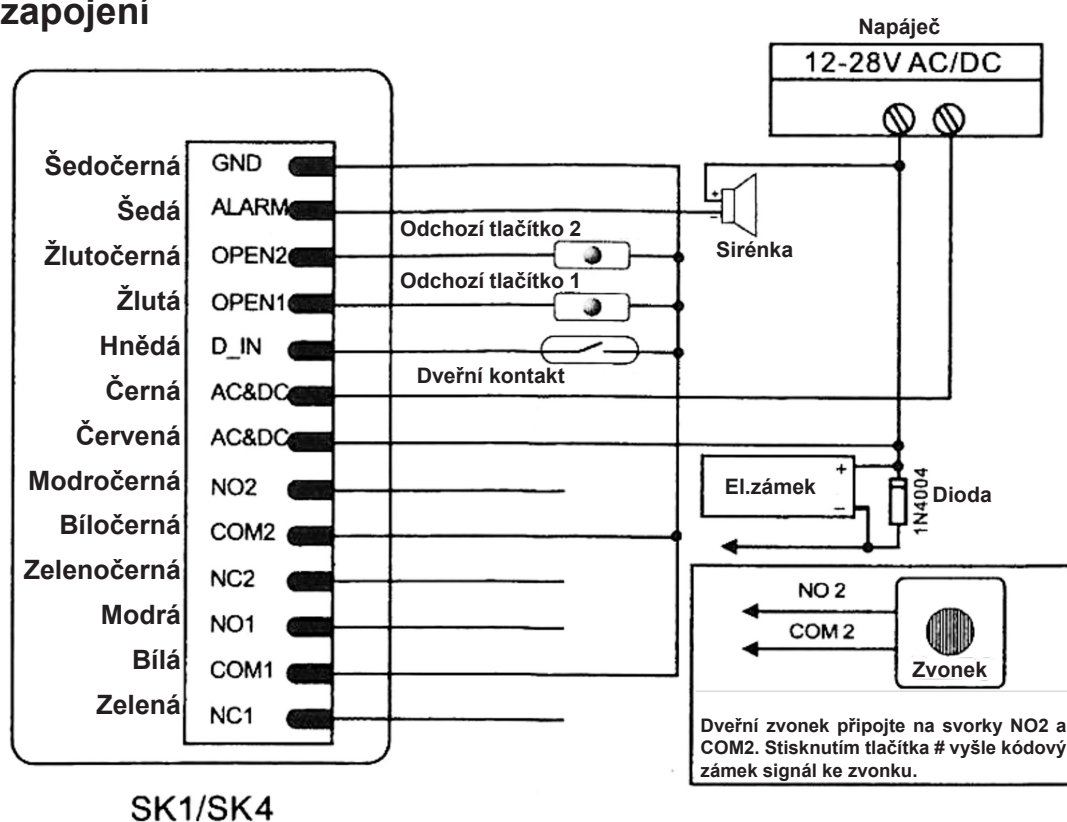 zapojení
Napáječ
12-28V AC/DC
Šedočerná GND
Šedá ALARM
Žlutočerná OPEN2
Žlutá OPEN1
Hnědá D_IN
Černá AC&DC
Červená AC&DC
Modročerná NO2
Bíločerná COM2
Zelenočerná NC2
Modrá NO1
Bílá COM1
Zelená NC1
Odchozí tlačítko 2
Odchozí tlačítko 1
Dveřní kontakt
+
–
Sirénka
El.zámek
+
–
1N4004
Dioda
NO 2
COM 2
Zvonek
Dveřní zvonek připojte na svorky NO2 a
COM2. Stisknutím tlačítka # vyšle kódový
zámek signál ke zvonku.
SK1/SK4